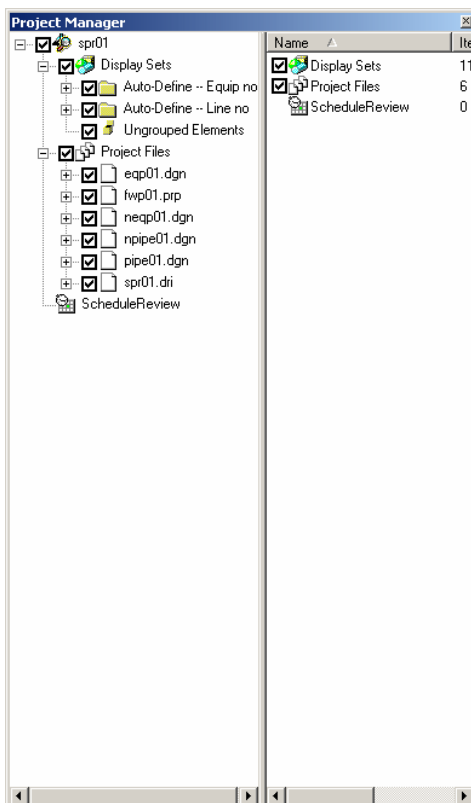 Project Manager
spr01
Display Sets
Auto-Define -- Equip no
Auto-Define -- Line no
Ungrouped Elements
Project Files
eqp01.dgn
fwp01.prp
neqp01.dgn
npipe01.dgn
pipe01.dgn
spr01.dri
ScheduleReview
Name Ite
Display Sets 11
Project Files 6
ScheduleReview 0